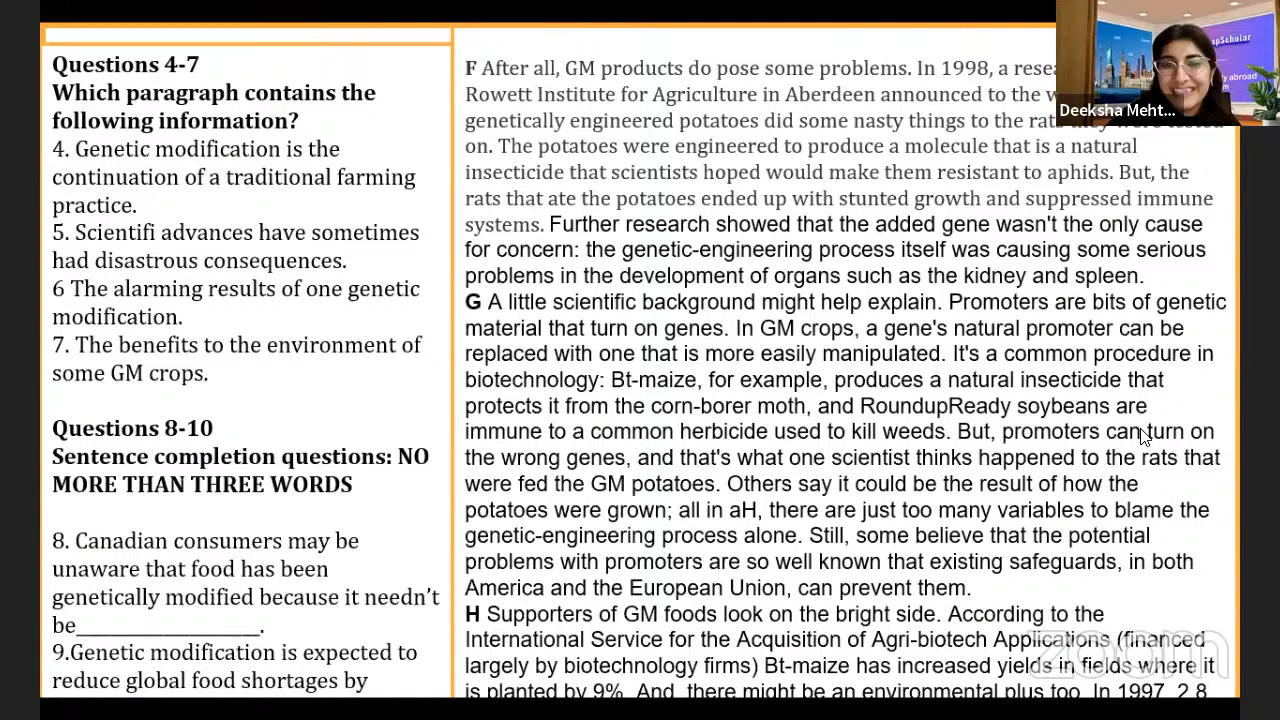 Questions 4-7
Which paragraph contains the
following information?
4. Genetic modification is the
continuation of a traditional farming
practice.
5. Scientifi advances have sometimes
had disastrous consequences.
6 The alarming results of one genetic
modification.
7. The benefits to the environment of
some GM crops.
Questions 8-10
Sentence completion questions: NO
MORE THAN THREE WORDS
8. Canadian consumers may be
unaware that food has been
genetically modified because it needn't
be__________________.
9.Genetic modification is expected to
reduce global food shortages by
F After all, GM products do pose some problems. In 1998, a
Rowett Institute for Agriculture in Aberdeen announced to the
genetically engineered potatoes did some nasty things to the rats
on. The potatoes were engineered to produce a molecule that is a natural
insecticide that scientists hoped would make them resistant to aphids. But, the
rats that ate the potatoes ended up with stunted growth and suppressed immune
systems. Further research showed that the added gene wasn't the only cause
for concern: the genetic-engineering process itself was causing some serious
problems in the development of organs such as the kidney and spleen.
G A little scientific background might help explain. Promoters are bits of genetic
material that turn on genes. In GM crops, a gene's natural promoter can be
replaced with one that is more easily manipulated. It's a common procedure in
biotechnology: Bt-maize, for example, produces a natural insecticide that
protects it from the corn-borer moth, and RoundupReady soybeans are
immune to a common herbicide used to kill weeds. But, promoters can turn on
the wrong genes, and that's what one scientist thinks happened to the rats that
were fed the GM potatoes. Others say it could be the result of how the
potatoes were grown; all in aH, there are just too many variables to blame the
genetic-engineering process alone. Still, some believe that the potential
problems with promoters are so well known that existing safeguards, in both
America and the European Union, can prevent them.
H Supporters of GM foods look on the bright side. According to the
International Service for the Acquisition of Agri-biotech Applications (financed
largely by biotechnology firms) Bt-maize has increased yields in fields where it
is planted by 9%. And, there might be an environmental plus too. In 1997, 2.8
Deeksha Meht...
zoom